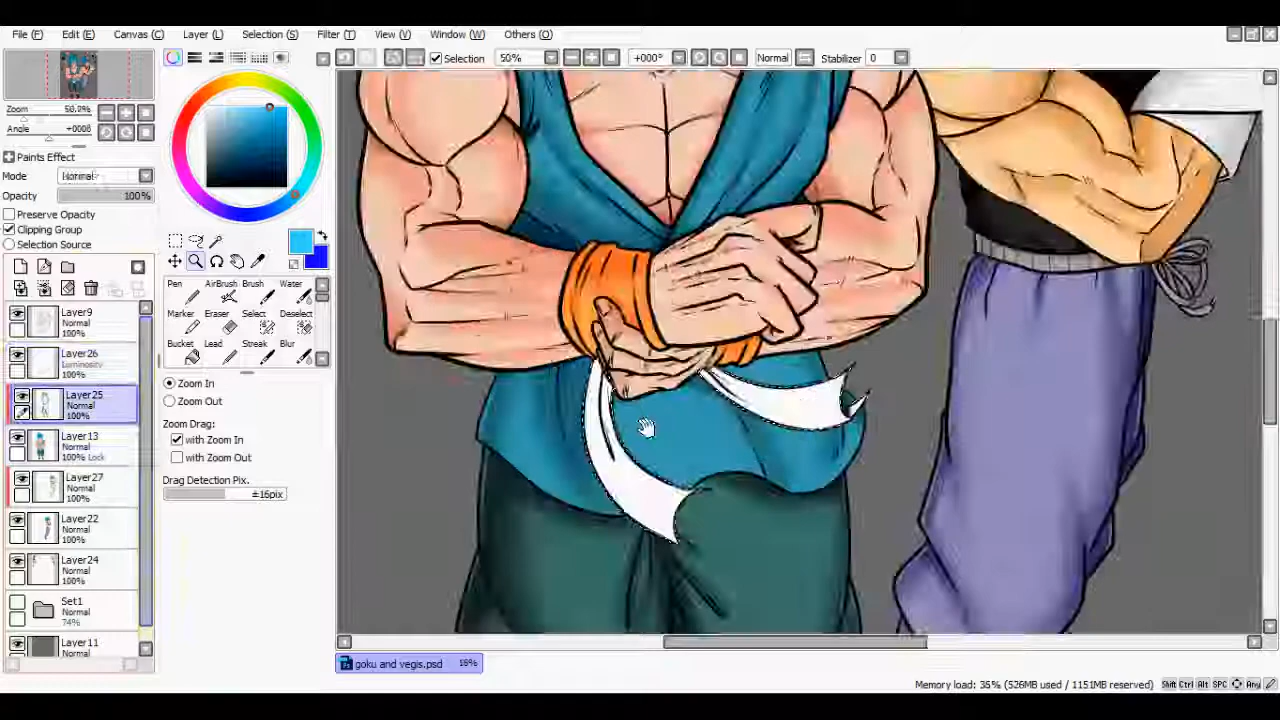 File (F) Edit (E) Canvas (C) Layer (L) Selection (S) Filter (T) View (V) Window (W) Others (O)
Selection 50% +000° Normal Stabilizer 0
Zoom 50.0%
Angle +0008
Paints Effect
Mode Normal
Opacity 100%
Preserve Opacity
Clipping Group
Selection Source
Layer9
Normal
100%
Layer26
Luminosity
100%
Layer25
Normal
100%
Layer13
Normal
100% Lock
Layer27
Normal
100%
Layer22
Normal
100%
Layer24
Normal
100%
Set1
Normal
74%
Layer11
Pen AirBrush Brush Water
Marker Eraser Select Deselect
Bucket Lead Streak Blur
Zoom In
Zoom Out
Zoom Drag:
with Zoom In
with Zoom Out
Drag Detection Pix.
±16pix
goku and vegis.psd
Memory load: 35% (526MB used / 1151MB reserved) Shift Ctrl Alt SPC Any